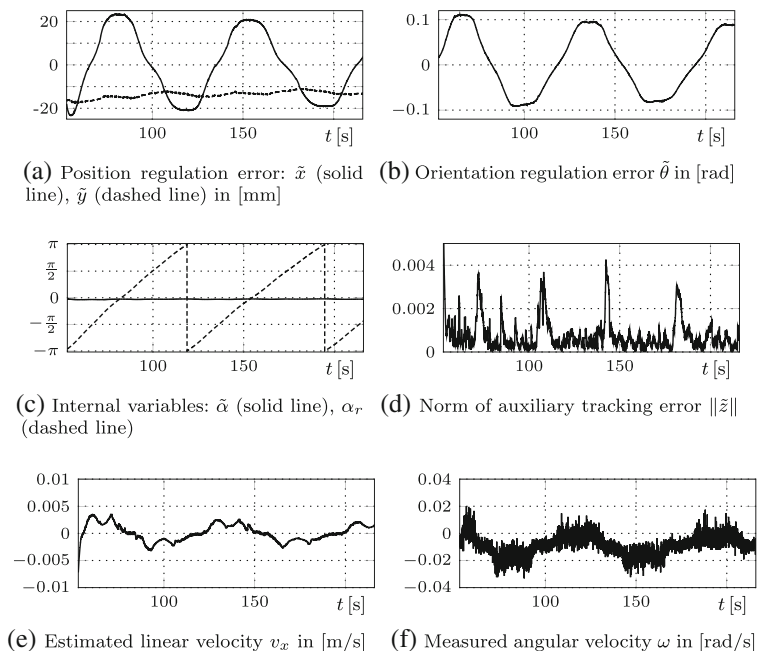 20
0
-20
100
150
t [s]
0.1
0
−0.1
100
150
t [s]
(a) Position regulation error: x̃ (solid
line), ỹ (dashed line) in [mm]
(b) Orientation regulation error θ̃ in [rad]
π
π/2
0
−π/2
−π
100
150
t [s]
0.004
0.002
0
100
150
t [s]
(c) Internal variables: α̃ (solid line), αr
(dashed line)
(d) Norm of auxiliary tracking error ‖z̃‖
0.01
0.005
0
−0.005
−0.01
100
150
t [s]
0.04
0.02
0
−0.02
−0.04
100
150
t [s]
(e) Estimated linear velocity vx in [m/s]
(f) Measured angular velocity ω in [rad/s]